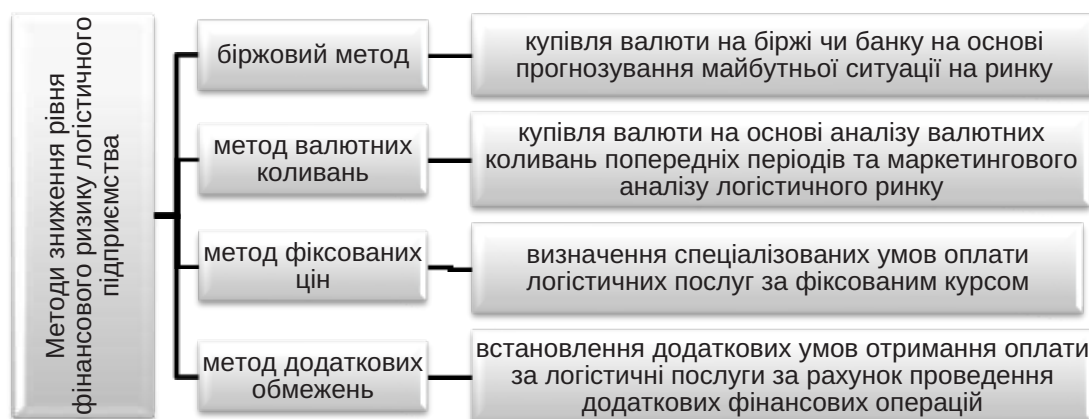 Методи зниження рівня
фінансового ризику логістичного
підприємства
біржовий метод
купівля валюти на біржі чи банку на основі
прогнозування майбутньої ситуації на ринку
метод валютних
коливань
купівля валюти на основі аналізу валютних
коливань попередніх періодів та маркетингового
аналізу логістичного ринку
метод фіксованих
цін
визначення спеціалізованих умов оплати
логістичних послуг за фіксованим курсом
метод додаткових
обмежень
встановлення додаткових умов отримання оплати
за логістичні послуги за рахунок проведення
додаткових фінансових операцій